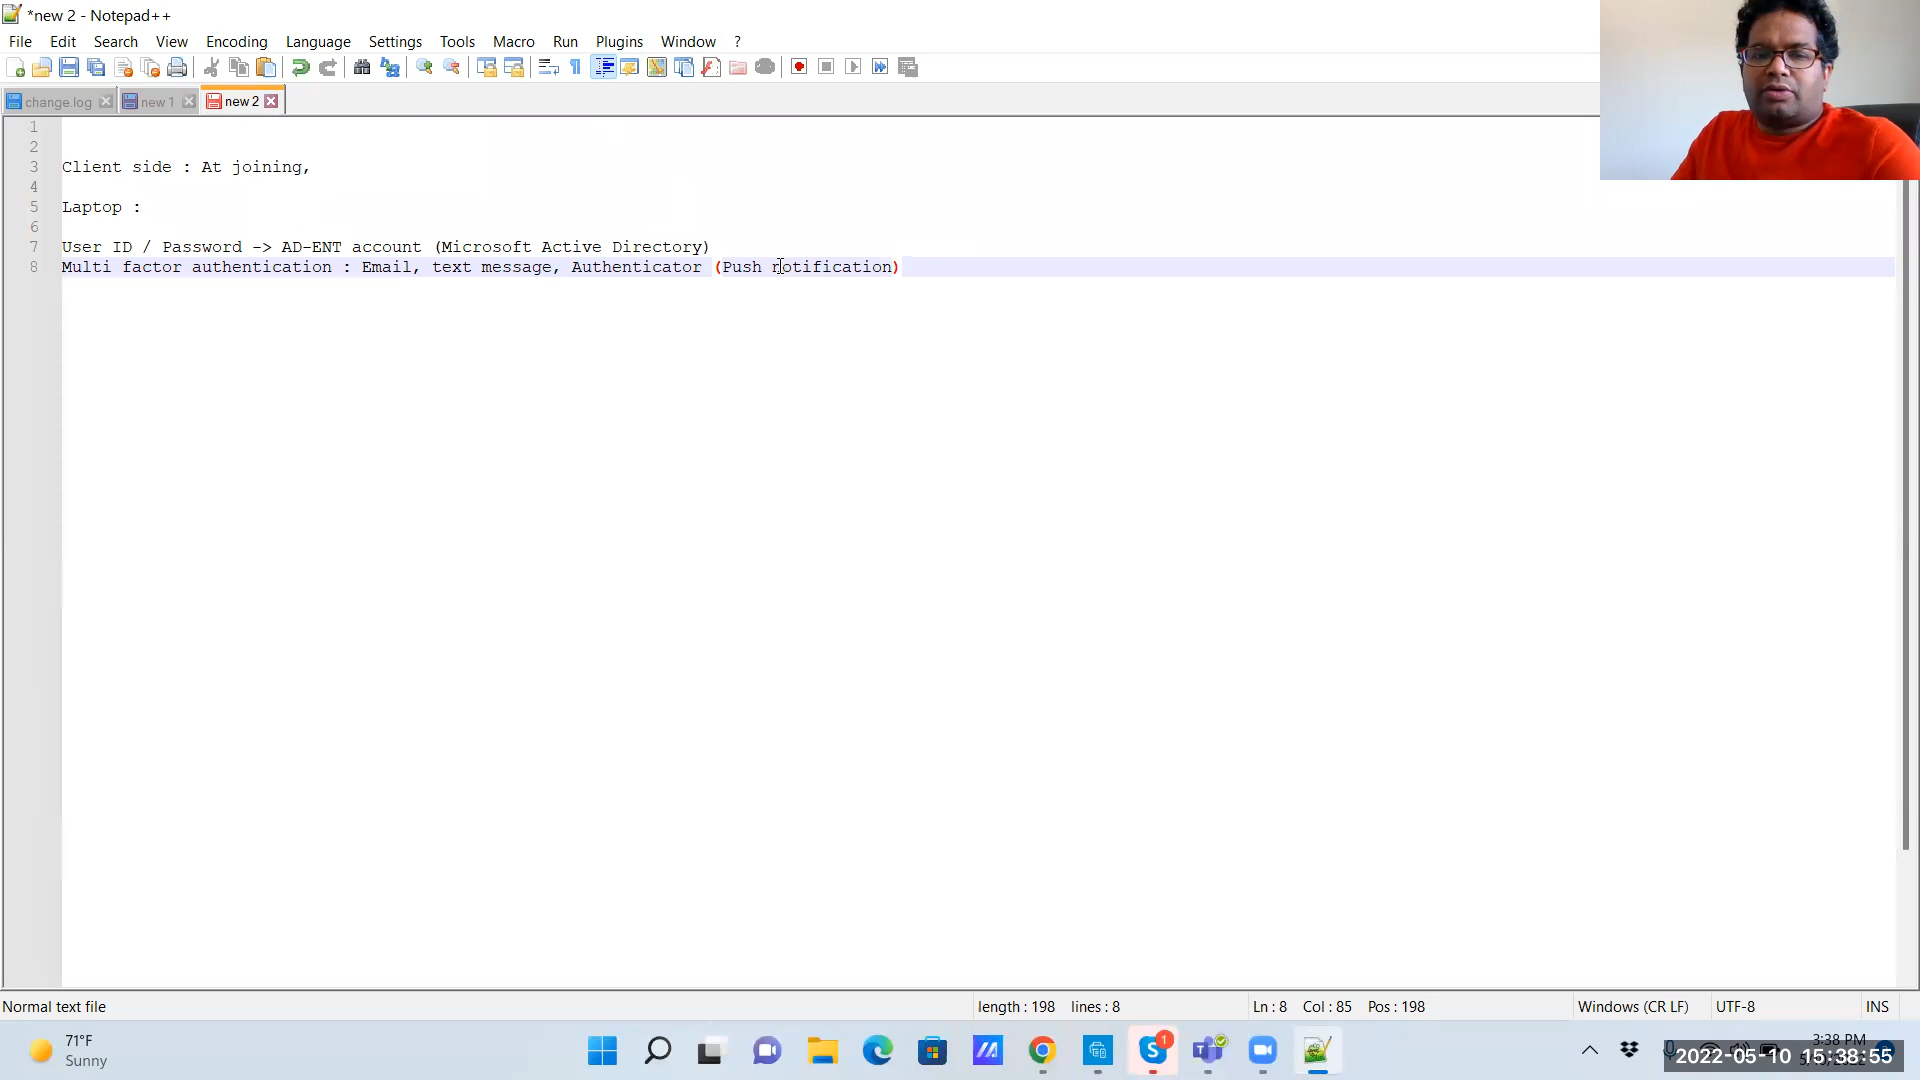 *new 2 - Notepad++
File Edit Search View Encoding Language Settings Tools Macro Run Plugins Window ?
change.log new 1 new 2
1
2
3 Client side : At joining,
4
5 Laptop :
6
7 User ID / Password -> AD-ENT account (Microsoft Active Directory)
8 Multi factor authentication : Email, text message, Authenticator (Push notification)
Normal text file length : 198 lines : 8 Ln : 8 Col : 85 Pos : 198 Windows (CR LF) UTF-8 INS
71°F
Sunny
1
3:38 PM
2022-05-10 15:38:55